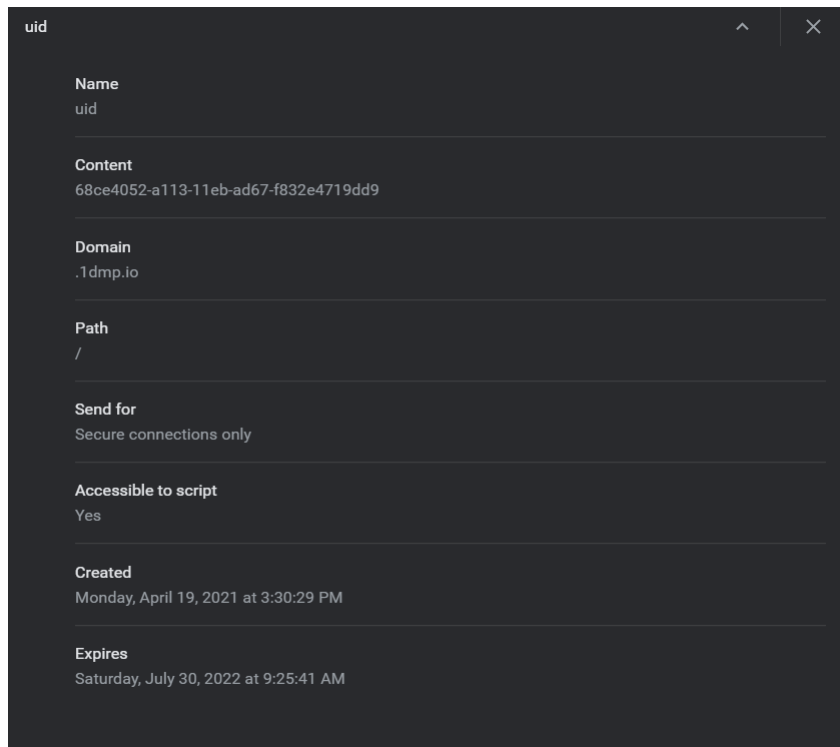 uid
Name
uid
Content
68ce4052-a113-11eb-ad67-f832e4719dd9
Domain
.1dmp.io
Path
/
Send for
Secure connections only
Accessible to script
Yes
Created
Monday, April 19, 2021 at 3:30:29 PM
Expires
Saturday, July 30, 2022 at 9:25:41 AM